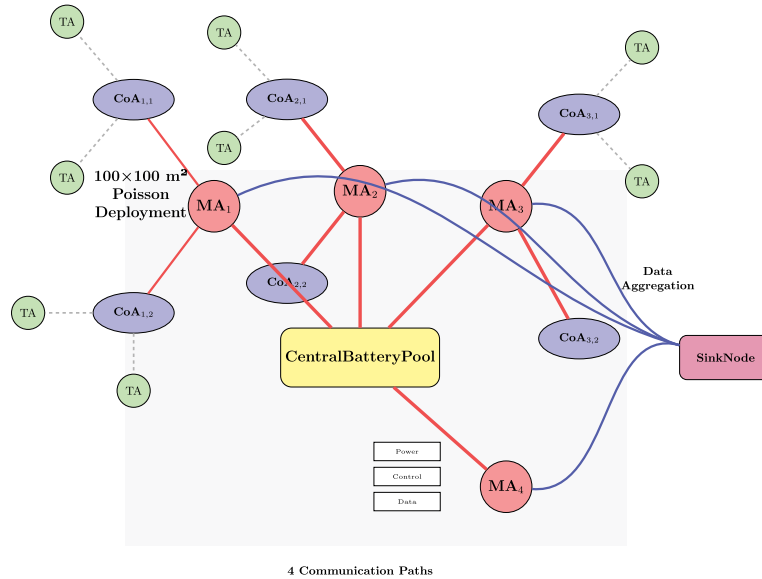 TA
TA
TA
CoA1,1
CoA2,1
CoA3,1
TA
TA
100×100 m²
Poisson
Deployment
TA
MA1
MA2
MA3
Data
Aggregation
CoA2,2
TA
CoA1,2
CoA3,2
CentralBatteryPool
SinkNode
TA
Power
Control
Data
MA4
4 Communication Paths